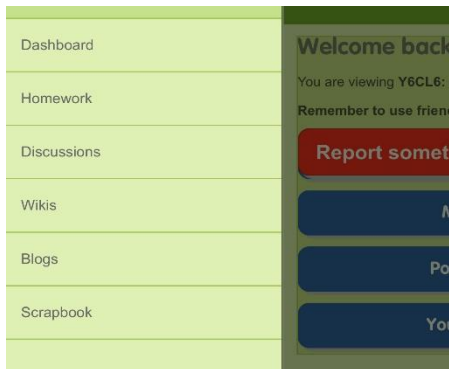 Dashboard
Homework
Discussions
Wikis
Blogs
Scrapbook
Welcome back
You are viewing Y6CL6:
Remember to use
Report